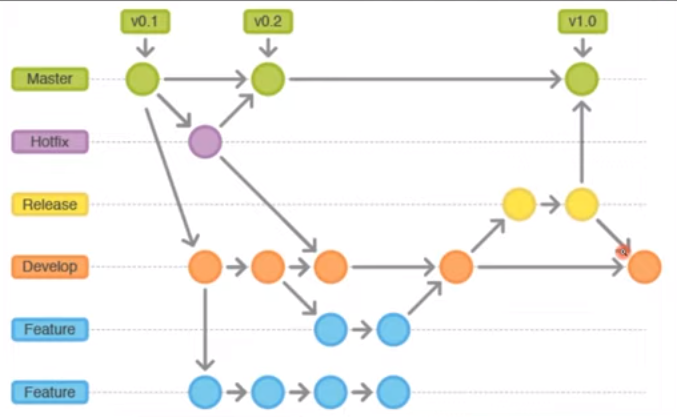 v0.1
v0.2
v1.0
Master
Hotfix
Release
Develop
Feature
Feature